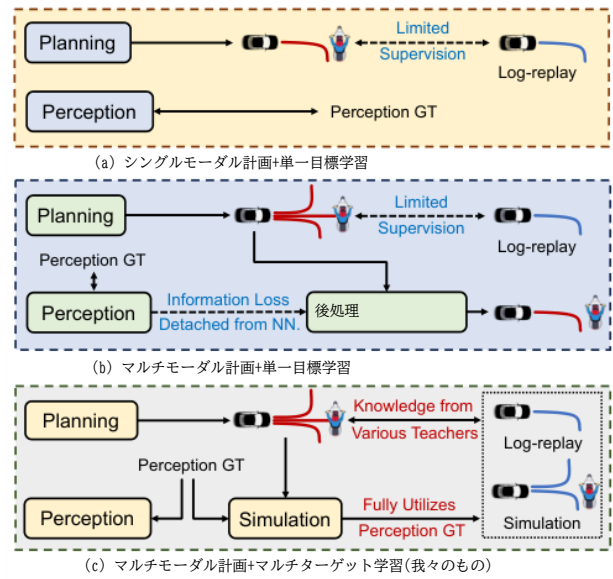 Planning
Limited
Supervision
Log-replay
Perception
Perception GT
(a) シングルモーダル計画+単一目標学習
Planning
Limited
Supervision
Log-replay
Perception GT
Perception
Information Loss
Detached from NN.
後処理
(b) マルチモーダル計画+単一目標学習
Planning
Knowledge from
Various Teachers
Log-replay
Perception GT
Perception
Simulation
Fully Utilizes
Perception GT
Simulation
(c) マルチモーダル計画+マルチターゲット学習(我々のもの)